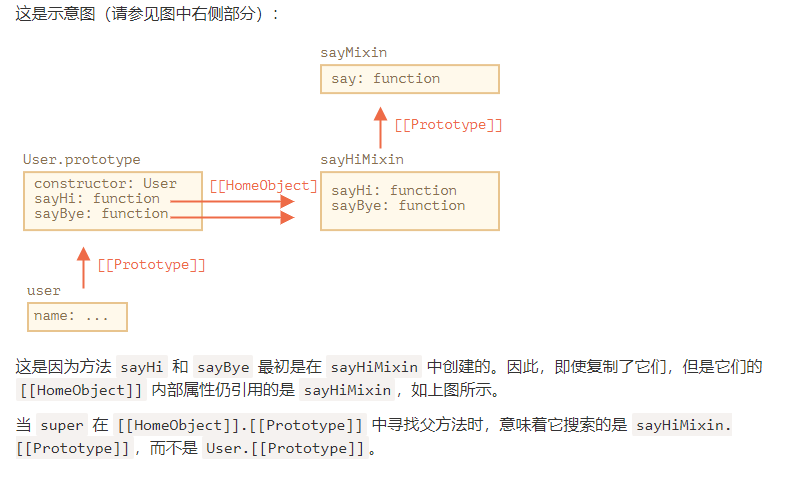 这是示意图（请参见图中右侧部分）：
sayMixin
say: function
[[Prototype]]
User.prototype
sayHiMixin
constructor: User
sayHi: function
sayBye: function
[[HomeObject]
sayHi: function
sayBye: function
[[Prototype]]
user
name: ...
这是因为方法 sayHi 和 sayBye 最初是在 sayHiMixin 中创建的。因此，即使复制了它们，但是它们的
[[HomeObject]] 内部属性仍引用的是 sayHiMixin，如上图所示。
当 super 在 [[HomeObject]].[[Prototype]] 中寻找父方法时，意味着它搜索的是 sayHiMixin.
[[Prototype]]，而不是 User.[[Prototype]]。